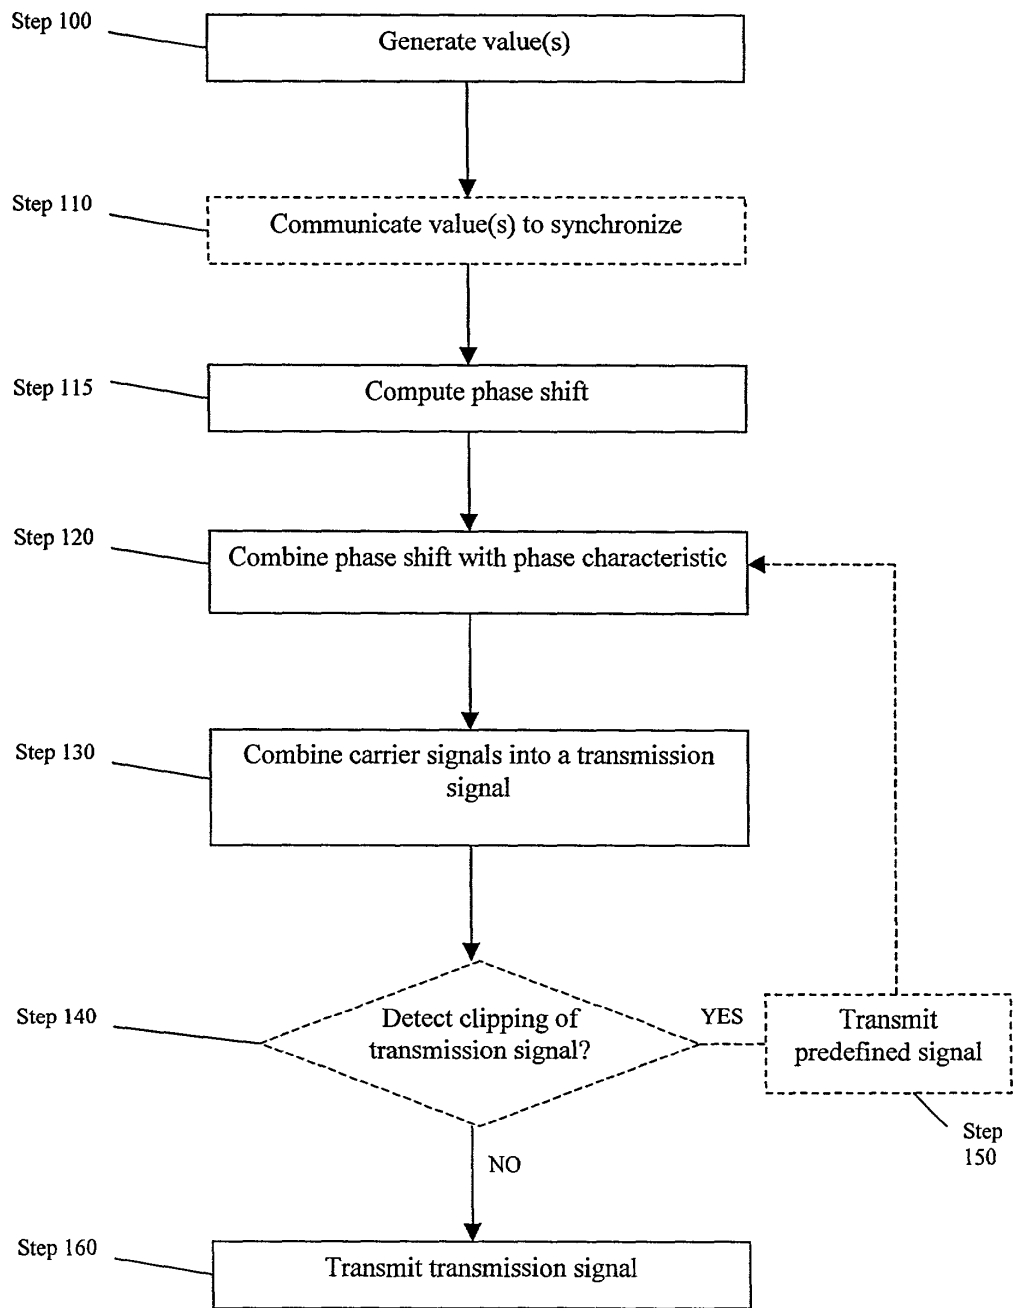 Step 100
Generate value(s)
Step 110
Communicate value(s) to synchronize
Step 115
Compute phase shift
Step 120
Combine phase shift with phase characteristic
Step 130
Combine carrier signals into a transmission
signal
Step 140
Detect clipping of
transmission signal?
YES
Transmit
predefined signal
Step
150
NO
Step 160
Transmit transmission signal